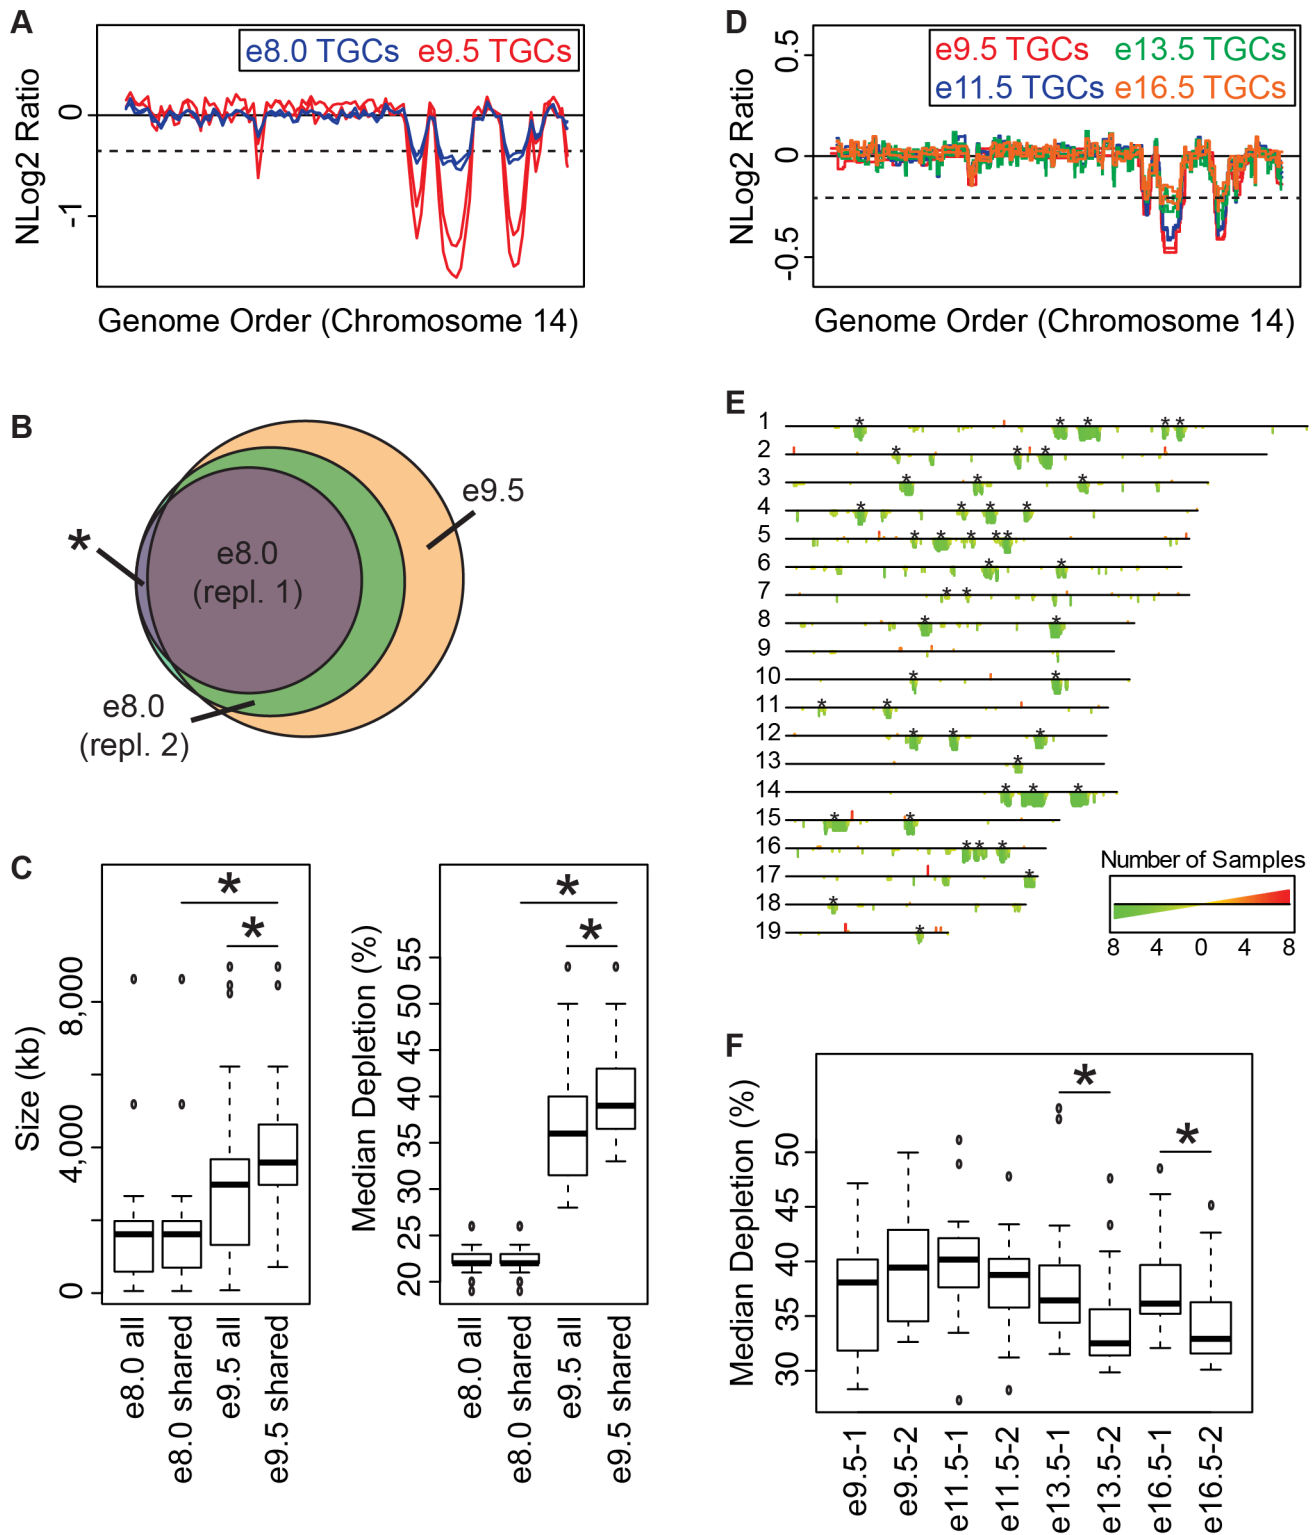 A
e8.0 TGCs e9.5 TGCs
NLog2 Ratio
0
-1
Genome Order (Chromosome 14)
B
*
e9.5
e8.0
(repl. 1)
e8.0
(repl. 2)
C
*
*
Size (kb)
8,000
4,000
0
e8.0 all
e8.0 shared
e9.5 all
e9.5 shared
*
*
Median Depletion (%)
55
50
45
40
35
30
25
20
e8.0 all
e8.0 shared
e9.5 all
e9.5 shared
D
e9.5 TGCs e13.5 TGCs
e11.5 TGCs e16.5 TGCs
NLog2 Ratio
0.5
0
-0.5
Genome Order (Chromosome 14)
E
1 * * * * *
2 * * *
3 * * *
4 * * * *
5 * * * * *
6 * *
7 * *
8 * *
9
10 * *
11 * *
12 * * *
13 *
14 * * *
15 * *
16 * * *
17 *
18 *
19 *
Number of Samples
8 4 0 4 8
F
*
*
Median Depletion (%)
50
45
40
35
30
e9.5-1
e9.5-2
e11.5-1
e11.5-2
e13.5-1
e13.5-2
e16.5-1
e16.5-2